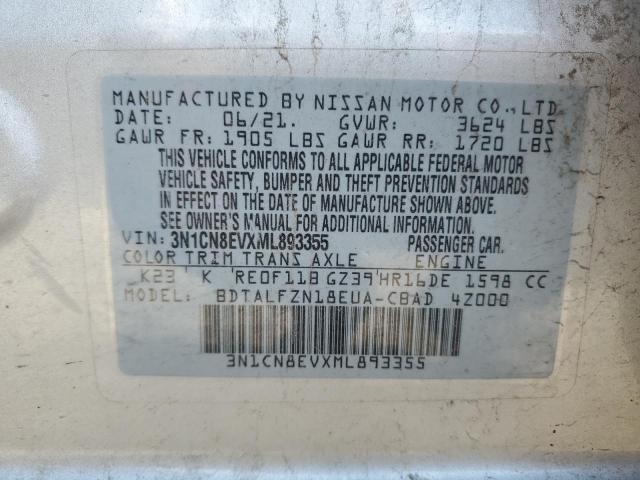 MANUFACTURED BY NISSAN MOTOR CO.,LTD
DATE: 06/21. GVWR: 3624 LBS
GAWR FR: 1905 LBS GAWR RR: 1720 LBS
THIS VEHICLE CONFORMS TO ALL APPLICABLE FEDERAL MOTOR
VEHICLE SAFETY, BUMPER AND THEFT PREVENTION STANDARDS
IN EFFECT ON THE DATE OF MANUFACTURE SHOWN ABOVE.
SEE OWNER'S MANUAL FOR ADDITIONAL INFORMATION.
VIN: 3N1CN8EVXML893355 PASSENGER CAR.
COLOR TRIM TRANS AXLE ENGINE
K23 K RE0F11B GZ39 HR16DE 1598 CC
MODEL: BDTALFZN18EUA-CBAD 4Z000
3N1CN8EVXML893355